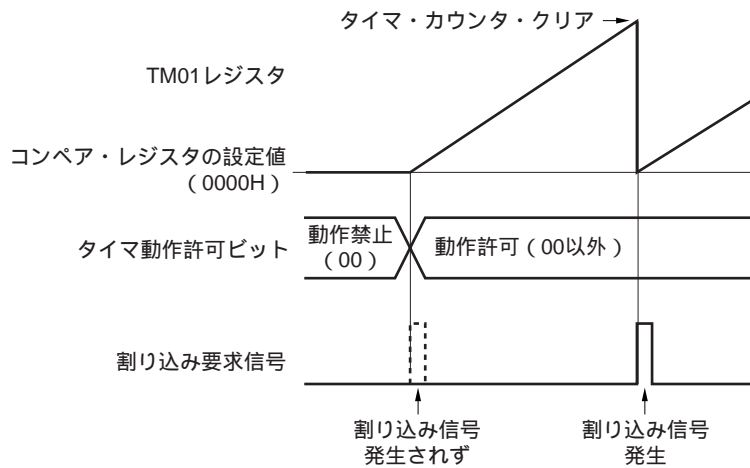 タイマ・カウンタ・クリア
TM01レジスタ
コンペア・レジスタの設定値
（0000H）
タイマ動作許可ビット
動作禁止
（00）
動作許可（00以外）
割り込み要求信号
割り込み信号
発生されず
割り込み信号
発生